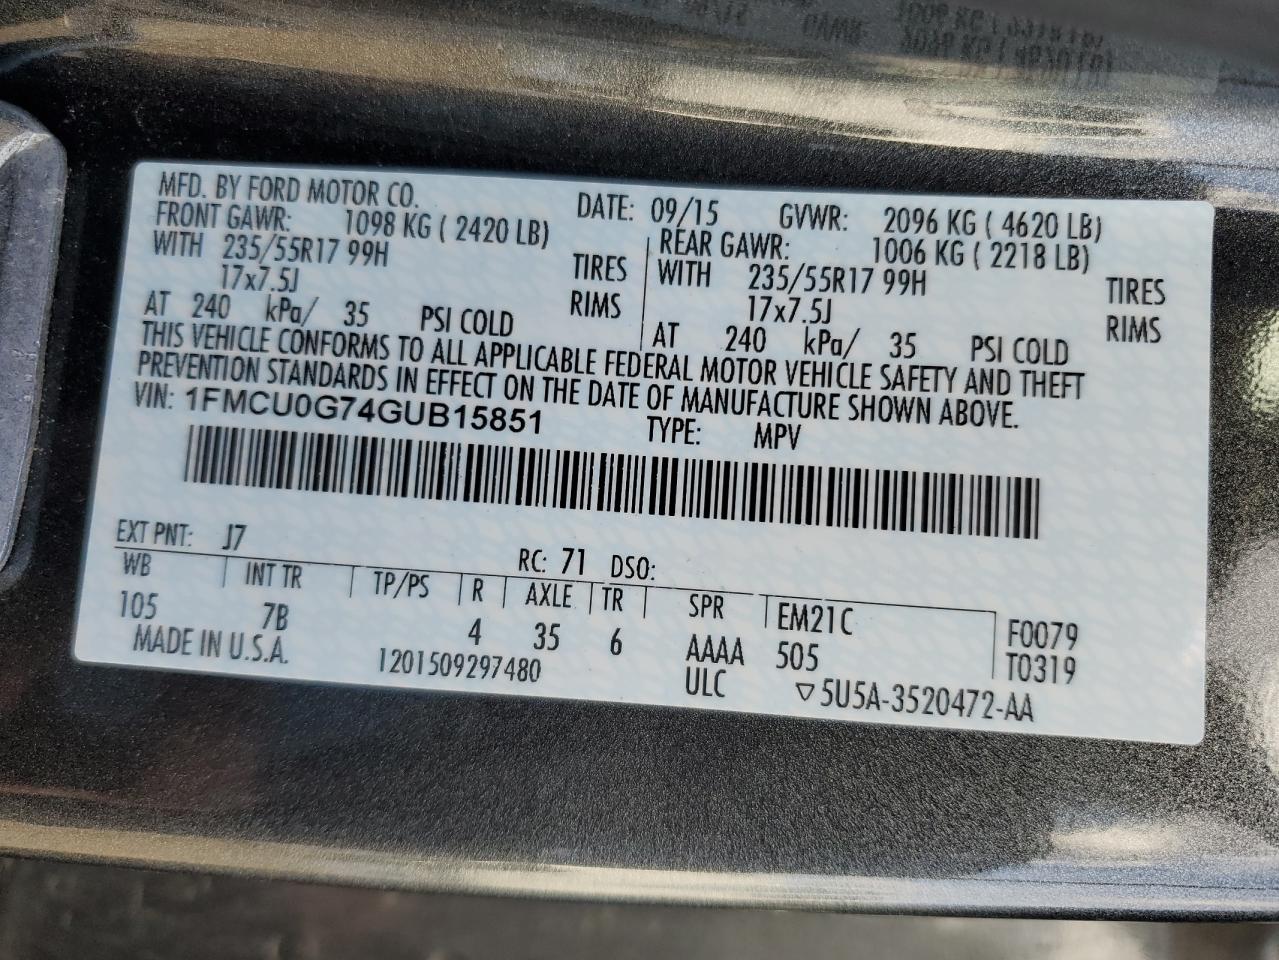 MFD. BY FORD MOTOR CO. DATE: 09/15 GVWR: 2096 KG ( 4620 LB)
FRONT GAWR: 1098 KG ( 2420 LB) REAR GAWR: 1006 KG ( 2218 LB)
WITH 235/55R17 99H TIRES WITH 235/55R17 99H TIRES
17x7.5J RIMS 17x7.5J RIMS
AT 240 kPa/ 35 PSI COLD AT 240 kPa/ 35 PSI COLD
THIS VEHICLE CONFORMS TO ALL APPLICABLE FEDERAL MOTOR VEHICLE SAFETY AND THEFT
PREVENTION STANDARDS IN EFFECT ON THE DATE OF MANUFACTURE SHOWN ABOVE.
VIN: 1FMCU0G74GUB15851 TYPE: MPV
EXT PNT: J7 RC: 71 DSO:
WB INT TR TP/PS R AXLE TR SPR EM21C F0079
105 7B 4 35 6 AAAA 505 T0319
MADE IN U.S.A. 1201509297480 ULC ▽5U5A-3520472-AA